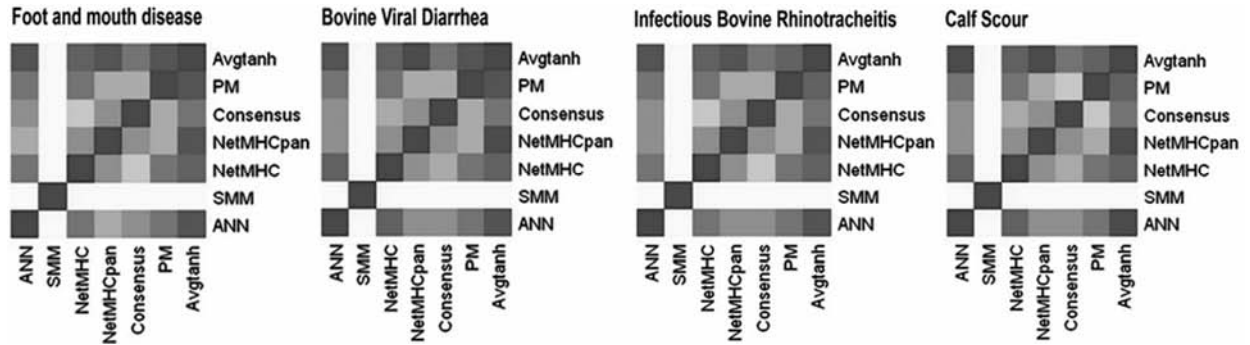 Foot and mouth disease
Avgtanh
PM
Consensus
NetMHCpan
NetMHC
SMM
ANN
ANN
SMM
NetMHC
NetMHCpan
Consensus
PM
Avgtanh
Bovine Viral Diarrhea
Avgtanh
PM
Consensus
NetMHCpan
NetMHC
SMM
ANN
ANN
SMM
NetMHC
NetMHCpan
Consensus
PM
Avgtanh
Infectious Bovine Rhinotracheitis
Avgtanh
PM
Consensus
NetMHCpan
NetMHC
SMM
ANN
ANN
SMM
NetMHC
NetMHCpan
Consensus
PM
Avgtanh
Calf Scour
Avgtanh
PM
Consensus
NetMHCpan
NetMHC
SMM
ANN
ANN
SMM
NetMHC
NetMHCpan
Consensus
PM
Avgtanh